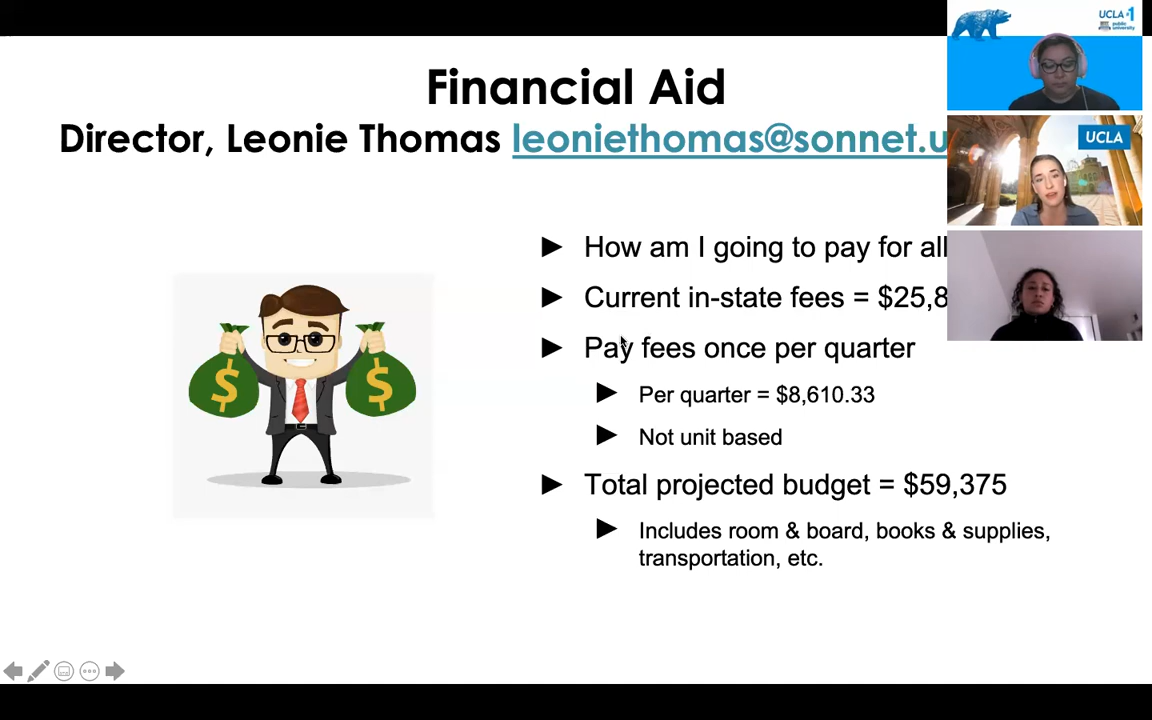 Financial Aid
Director, Leonie Thomas leoniethomas@sonnet.u
UCLA
public
university
UCLA
How am I going to pay for all
Current in-state fees = $25,8
Pay fees once per quarter
Per quarter = $8,610.33
Not unit based
Total projected budget = $59,375
Includes room & board, books & supplies,
transportation, etc.
$ $